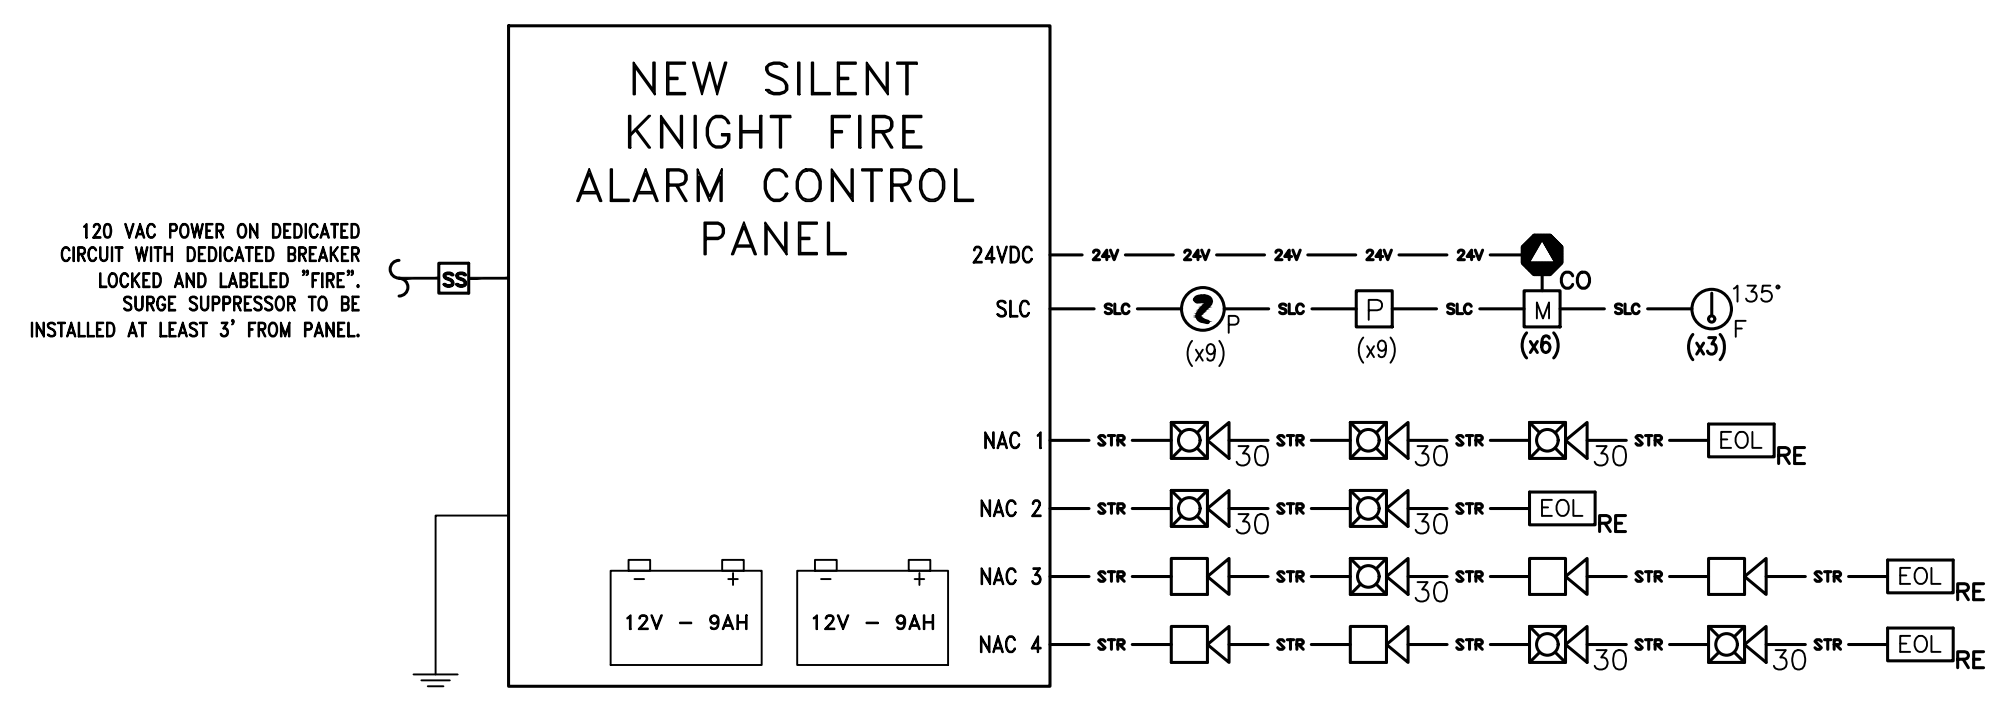 NEW SILENT
KNIGHT FIRE
ALARM CONTROL
PANEL
120 VAC POWER ON DEDICATED
CIRCUIT WITH DEDICATED BREAKER
LOCKED AND LABELED "FIRE".
SURGE SUPPRESSOR TO BE
INSTALLED AT LEAST 3' FROM PANEL.
SS
24VDC 24V 24V 24V 24V 24V
CO
SLC SLC P SLC P SLC M SLC 135° F
(x9) (x9) (x6) (x3)
NAC 1 STR 30 STR 30 STR 30 STR EOL RE
NAC 2 STR 30 STR 30 STR EOL RE
NAC 3 STR STR 30 STR STR STR EOL RE
NAC 4 STR STR STR 30 STR 30 STR EOL RE
- + - +
12V - 9AH 12V - 9AH